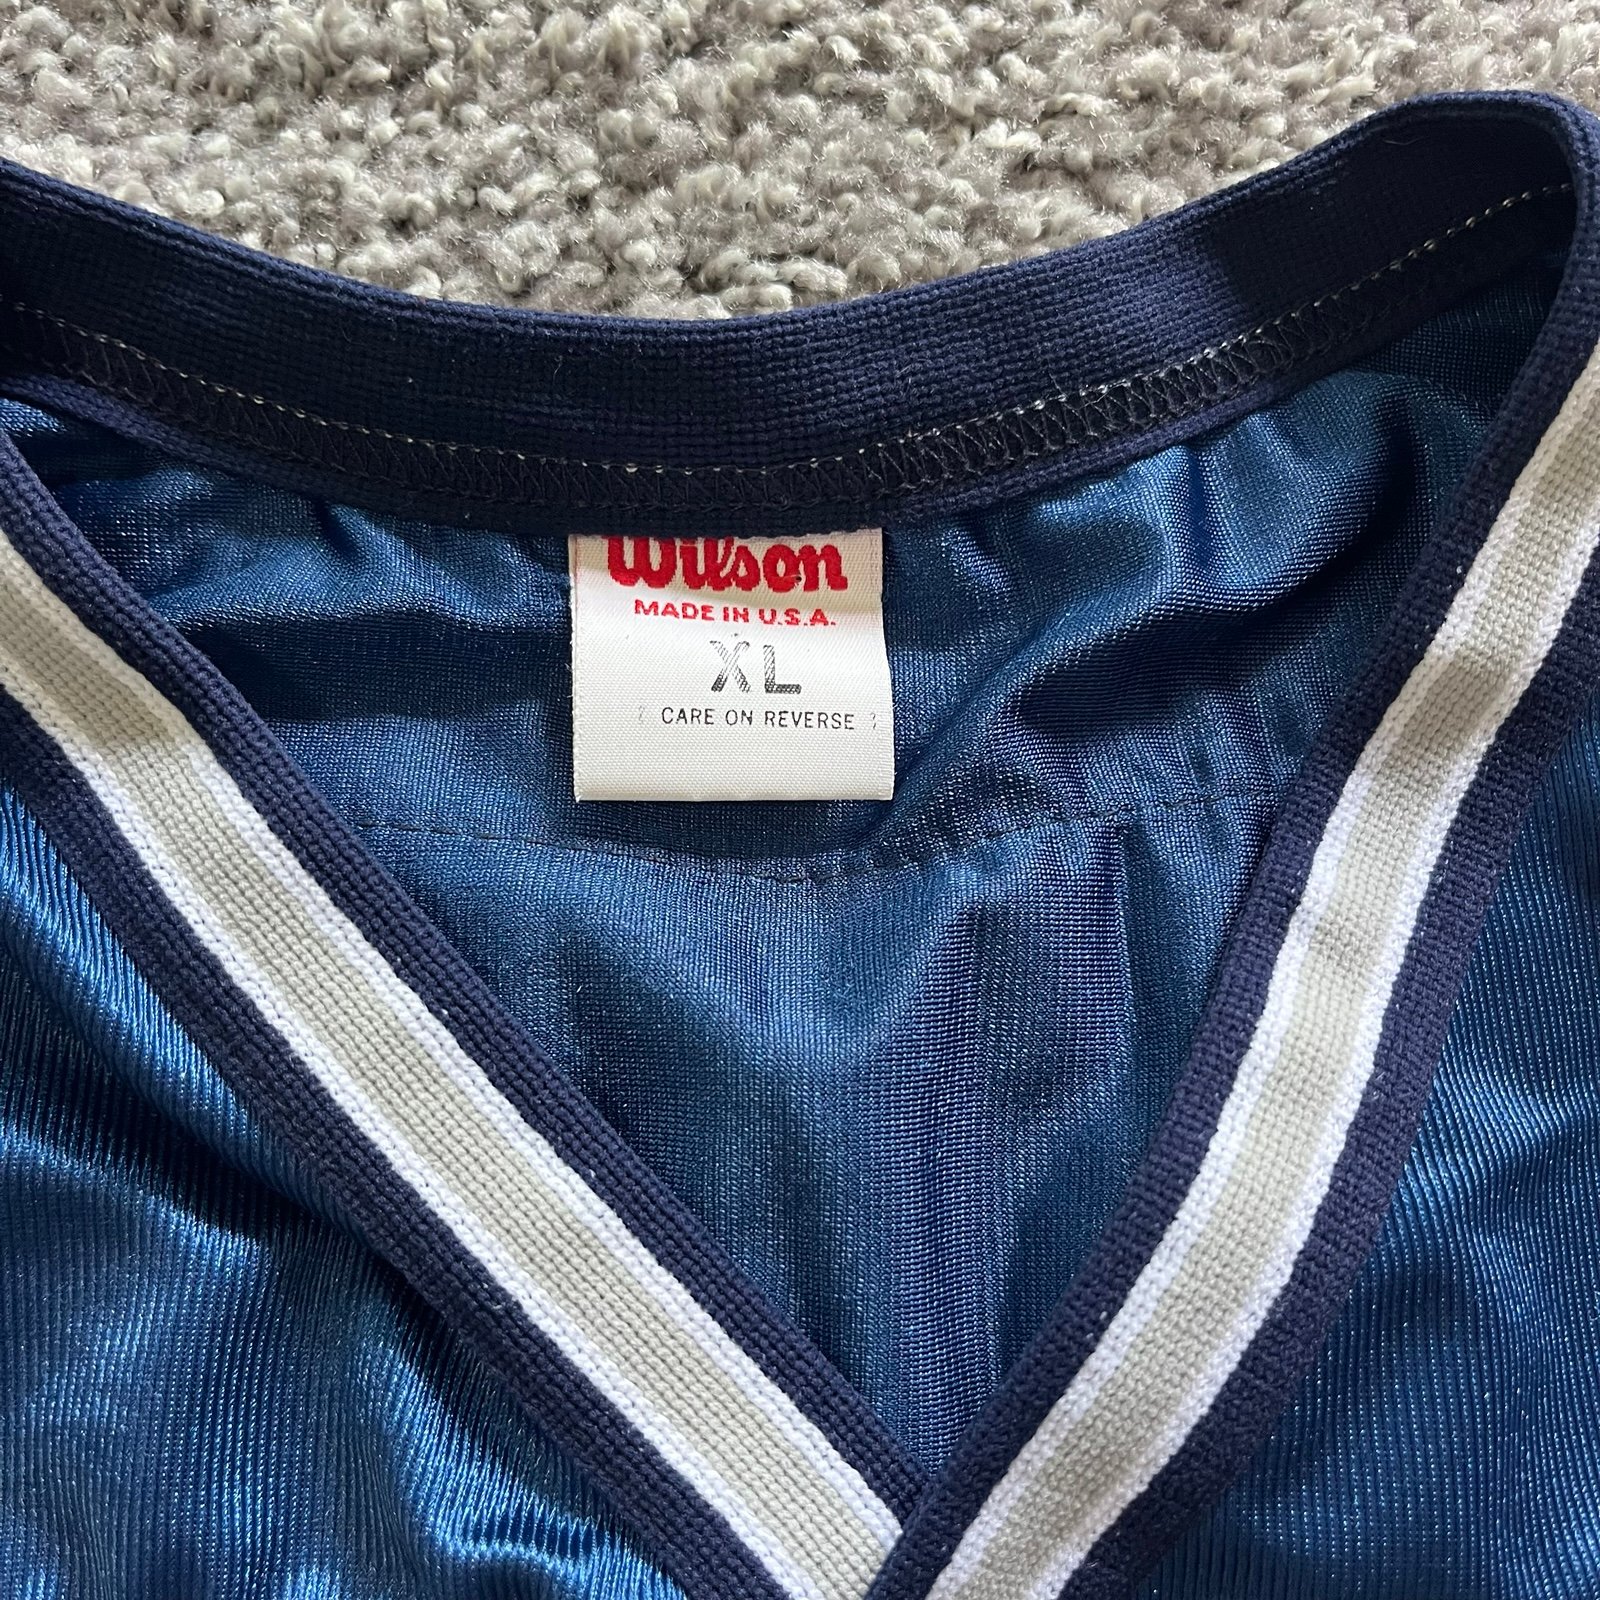 Wilson
MADE IN U.S.A.
XL
CARE ON REVERSE